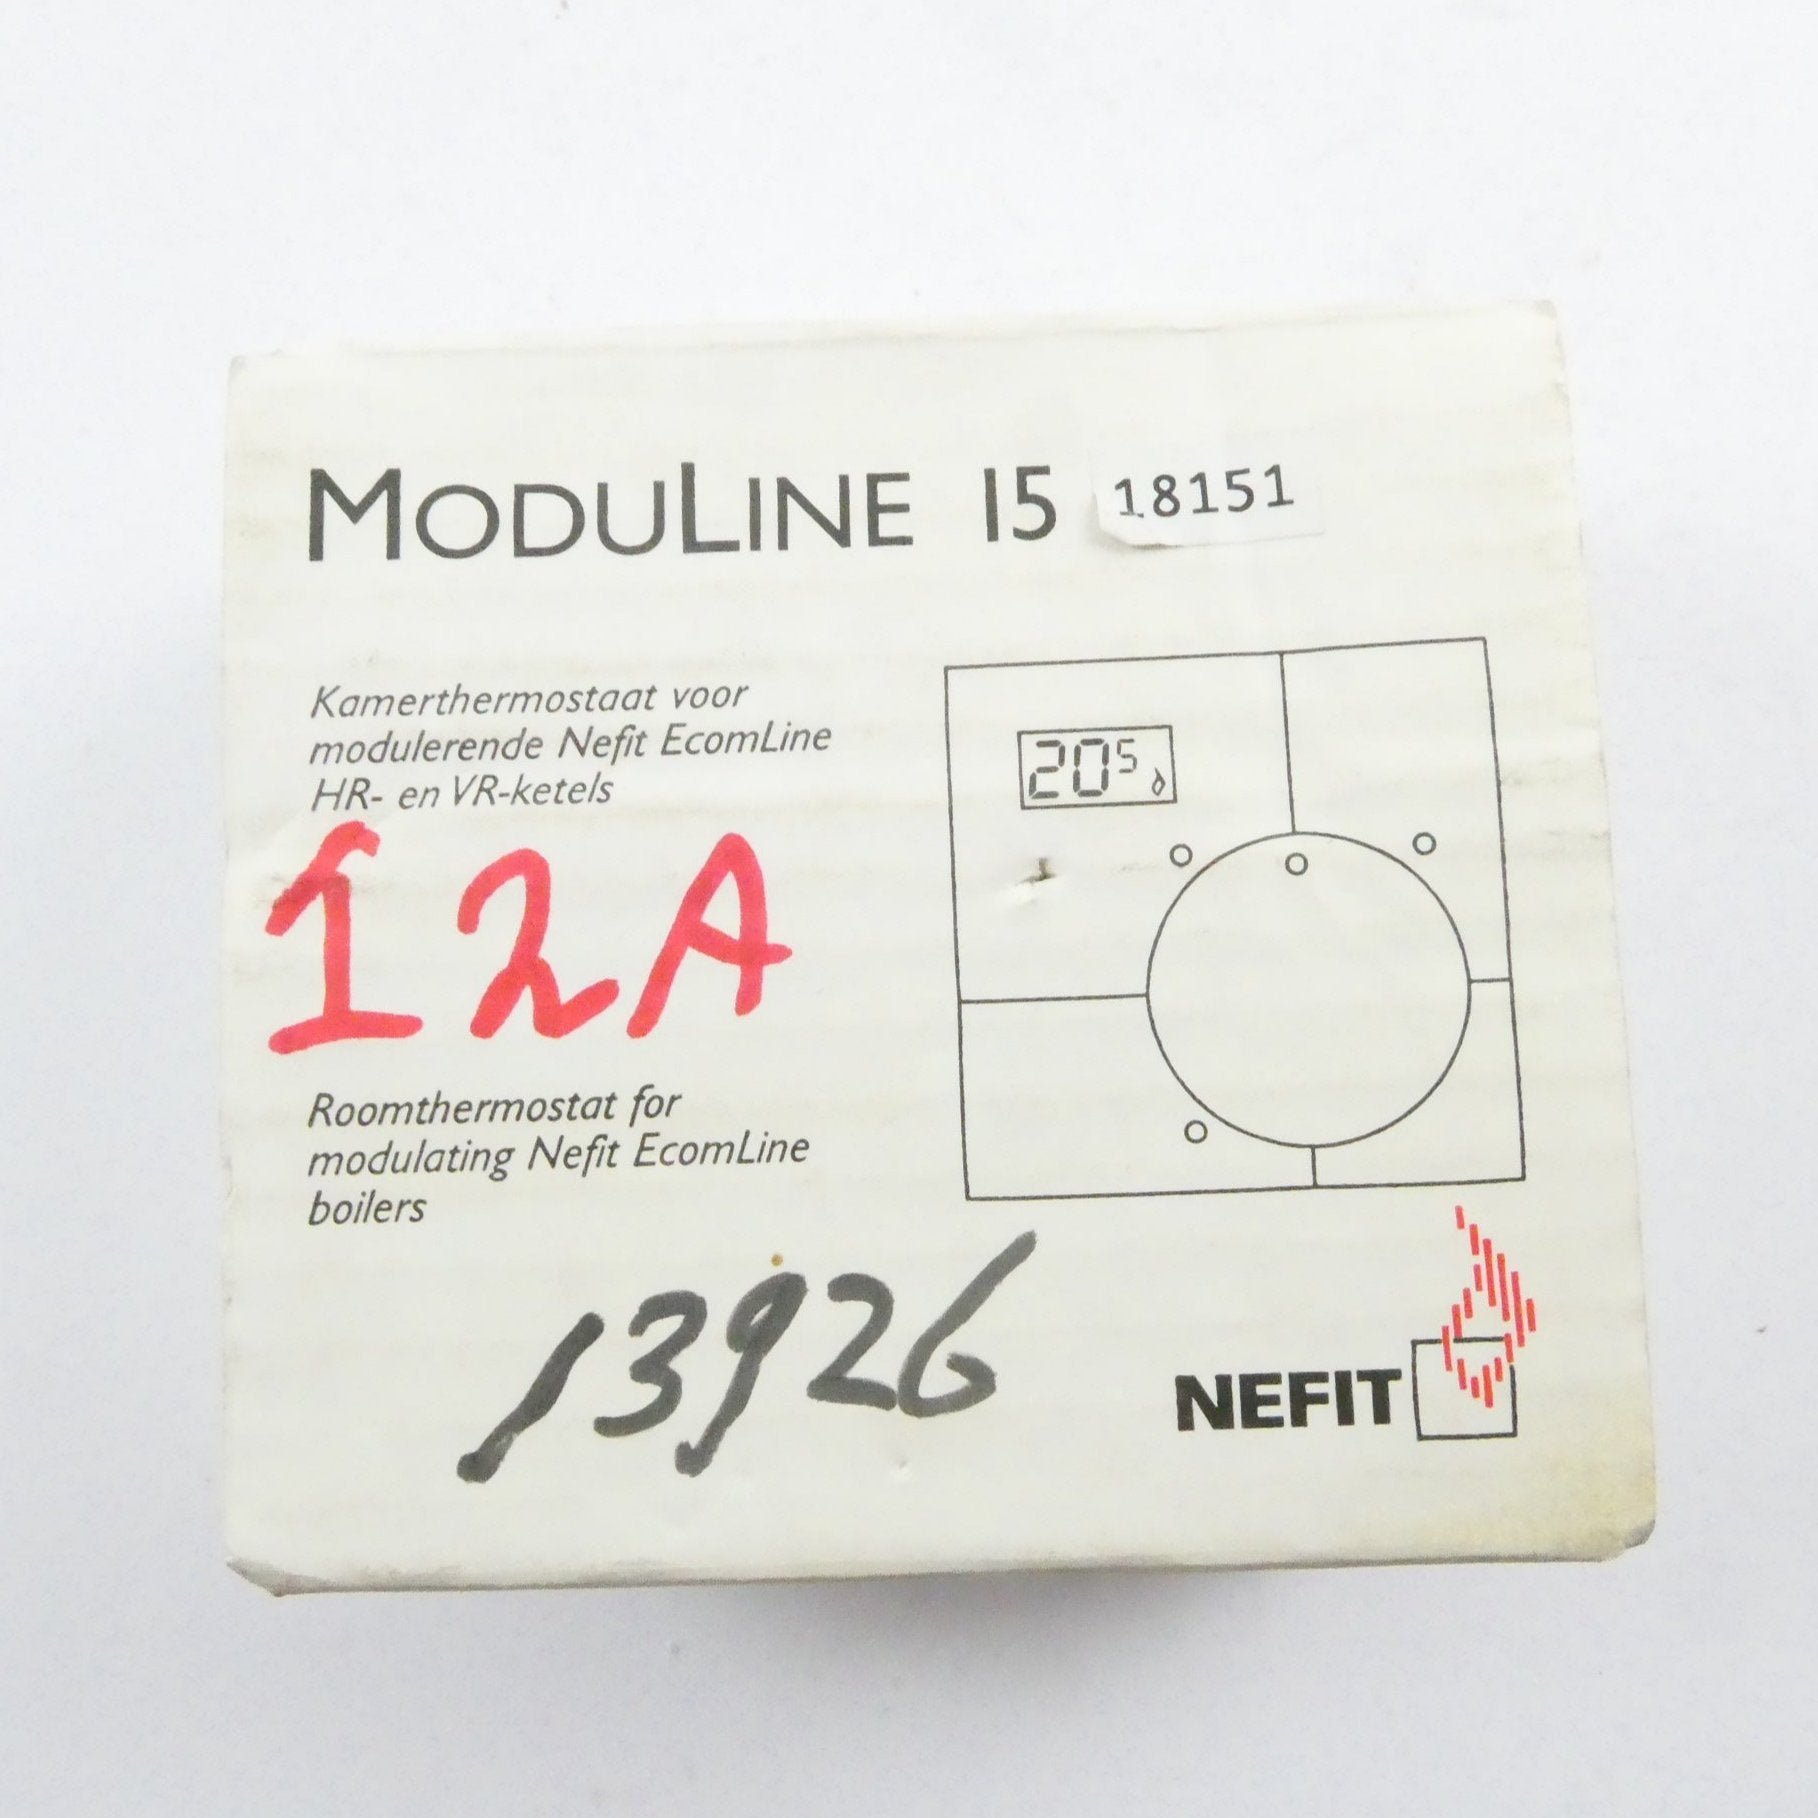 MODULINE 15 18151
Kamerthermostaat voor
modulerende Nefit EcomLine
HR- en VR-ketels
20 5
12A
Roomthermostat for
modulating Nefit EcomLine
boilers
13926
NEFIT